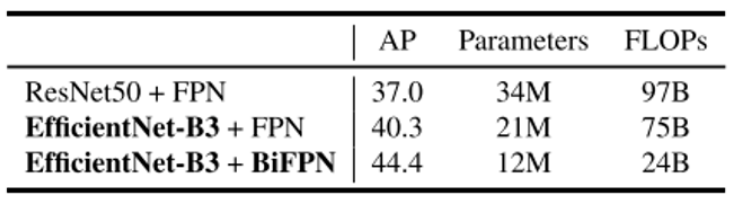 AP Parameters FLOPs
ResNet50 + FPN 37.0 34M 97B
EfficientNet-B3 + FPN 40.3 21M 75B
EfficientNet-B3 + BiFPN 44.4 12M 24B